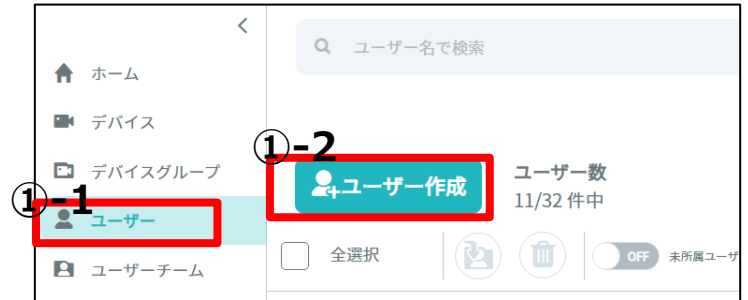 <
ユーザー名で検索
ホーム
デバイス
デバイスグループ
①-1
ユーザー
ユーザーチーム
①-2
ユーザー作成
ユーザー数
11/32 件中
全選択
OFF
未所属ユーザ